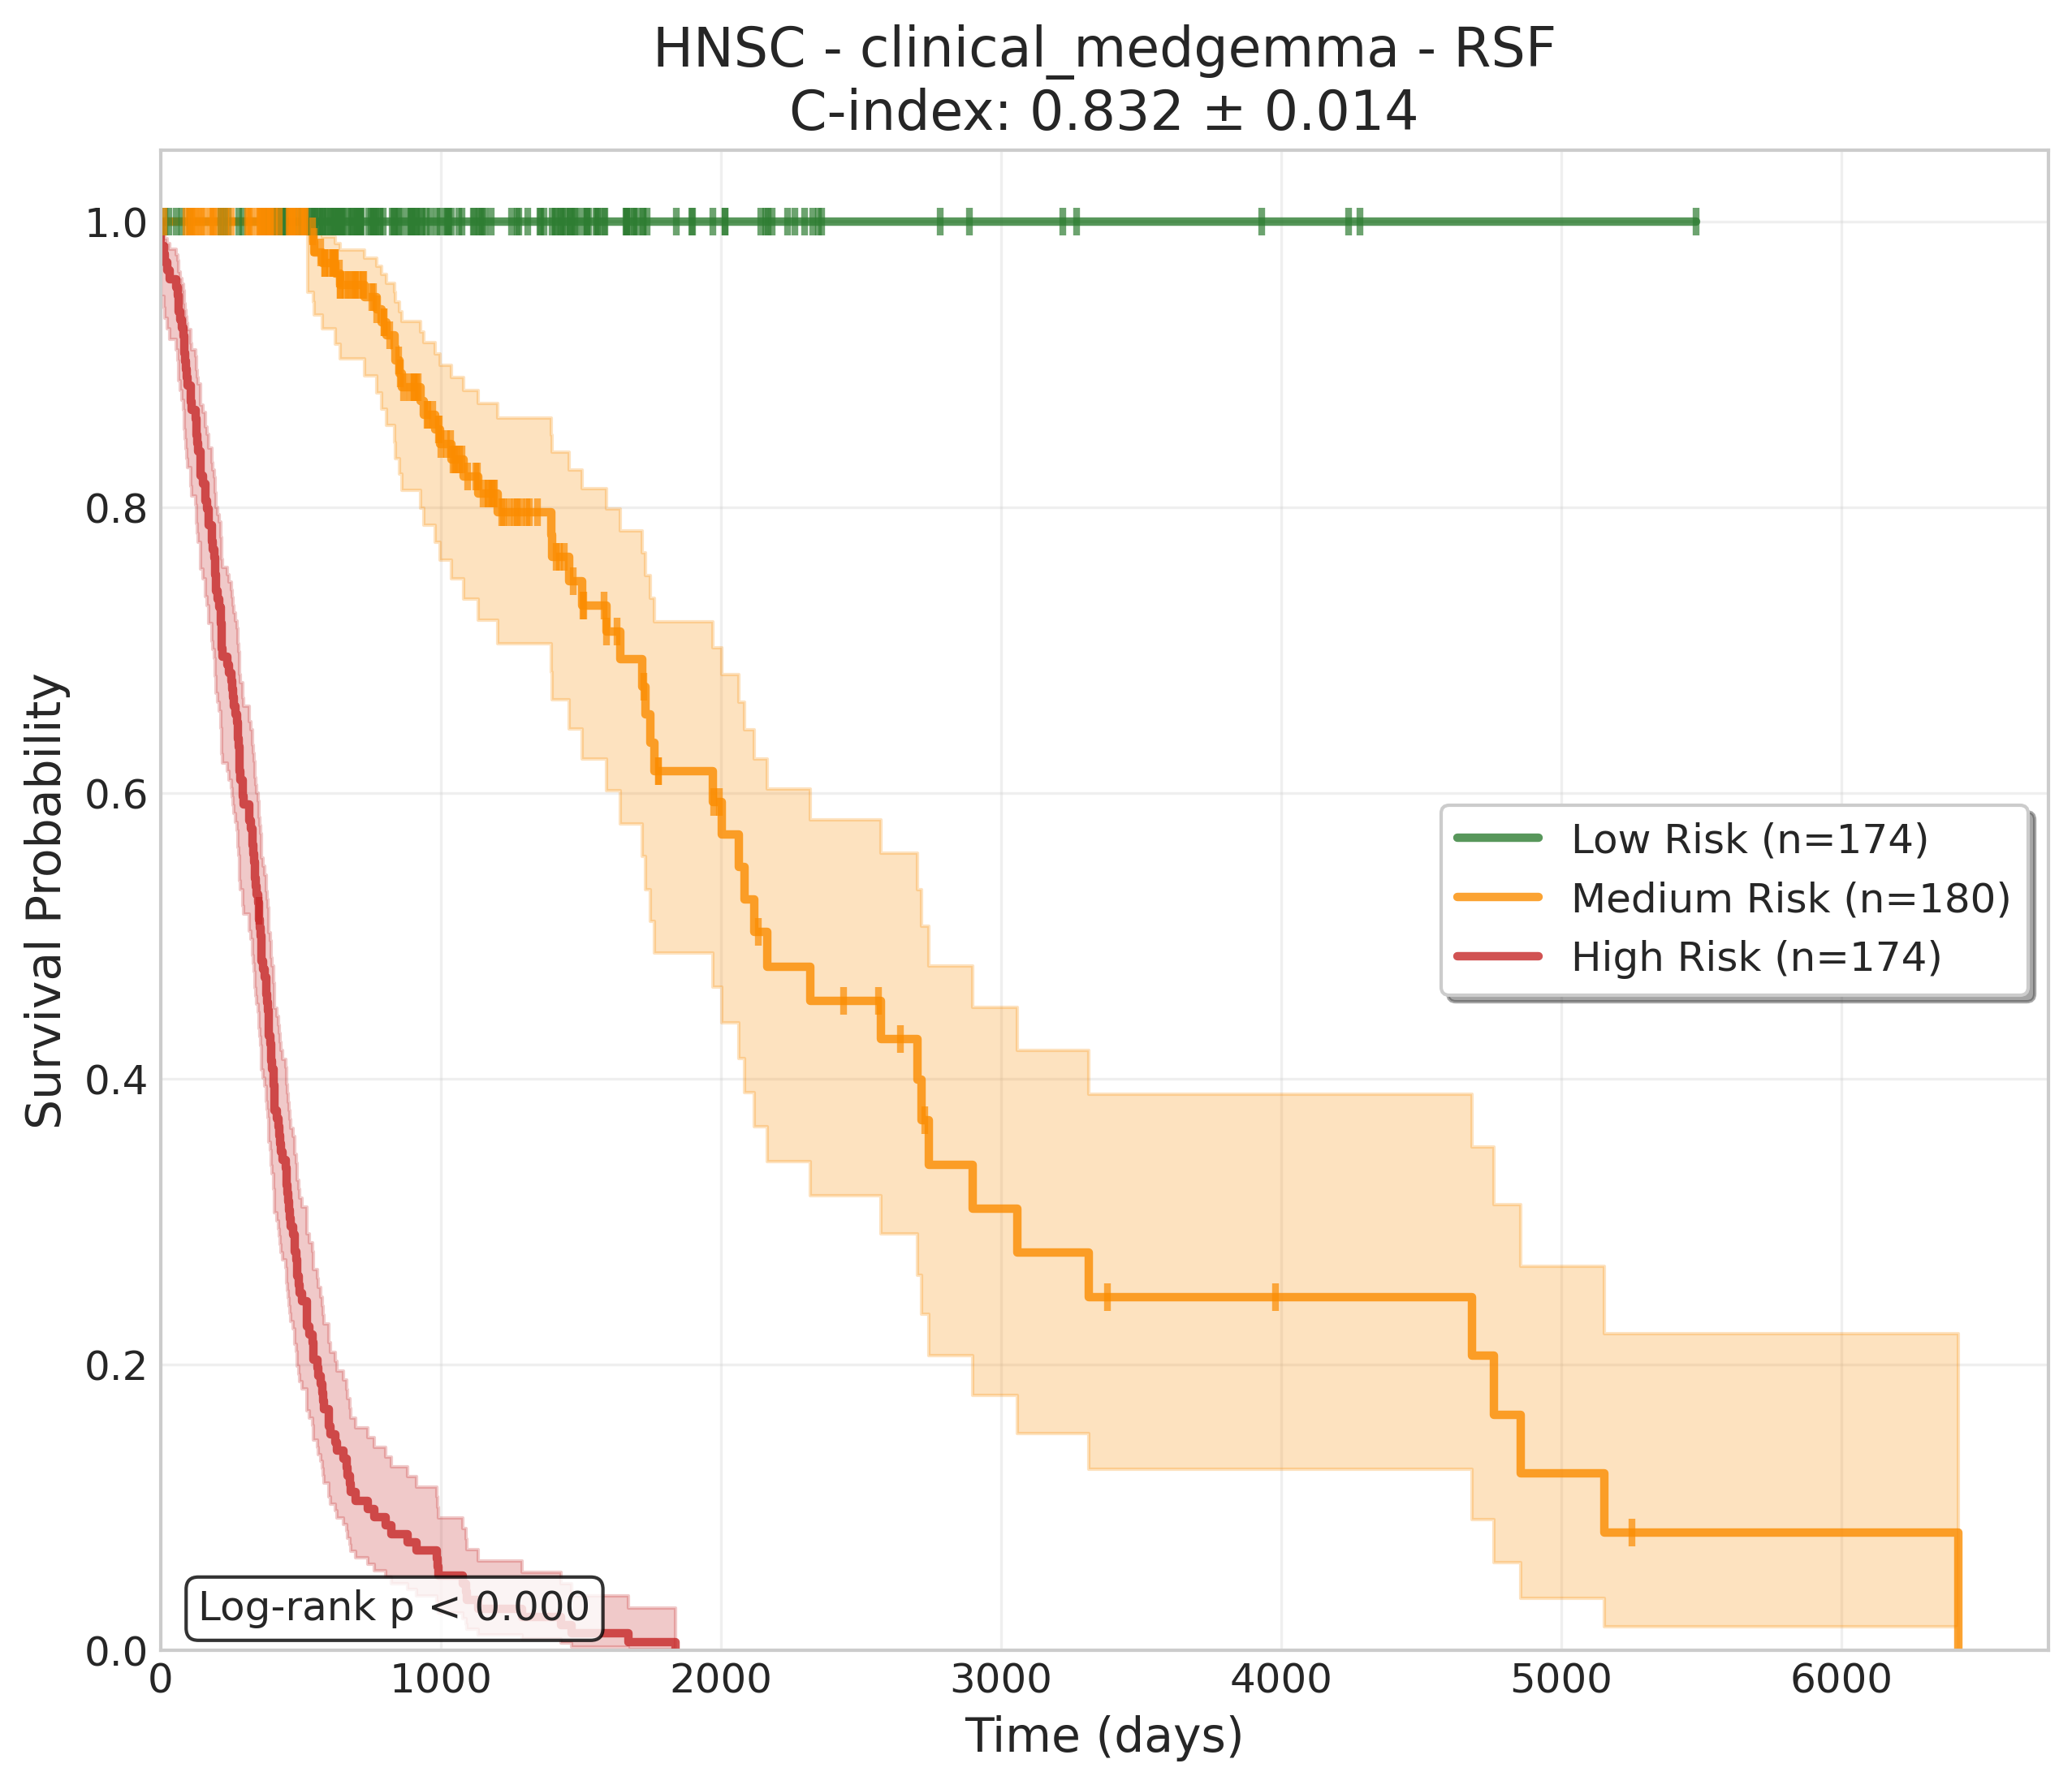 HNSC - clinical_medgemma - RSF
C-index: 0.832 ± 0.014
Survival Probability
1.0
0.8
0.6
0.4
0.2
0.0
Low Risk (n=174)
Medium Risk (n=180)
High Risk (n=174)
Log-rank p < 0.000
0 1000 2000 3000 4000 5000 6000
Time (days)